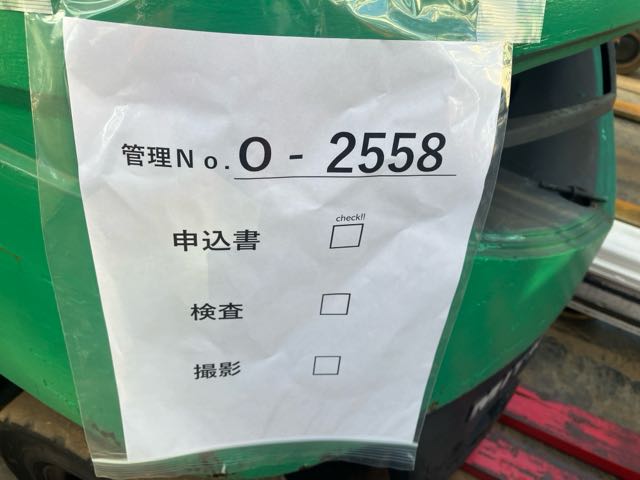 管理No. O - 2558
check!!
申込書 □
検査 □
撮影 □